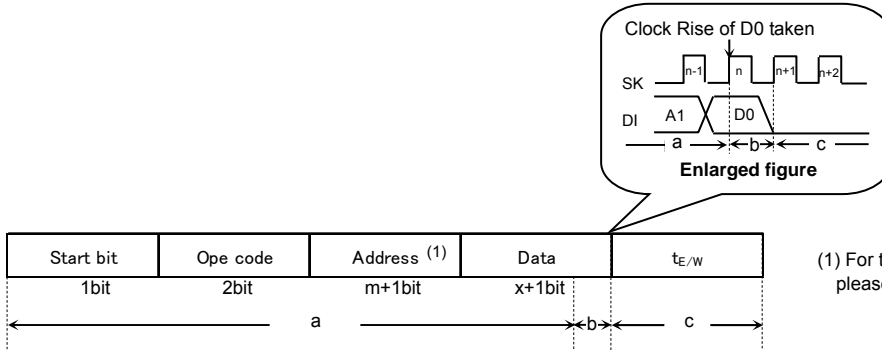 Clock Rise of D0 taken
SK n-1 n n+1 n+2
DI A1 D0
a b c
Enlarged figure
Start bit Ope code Address (1) Data tE/W
1bit 2bit m+1bit x+1bit
a b c
(1) For t
please